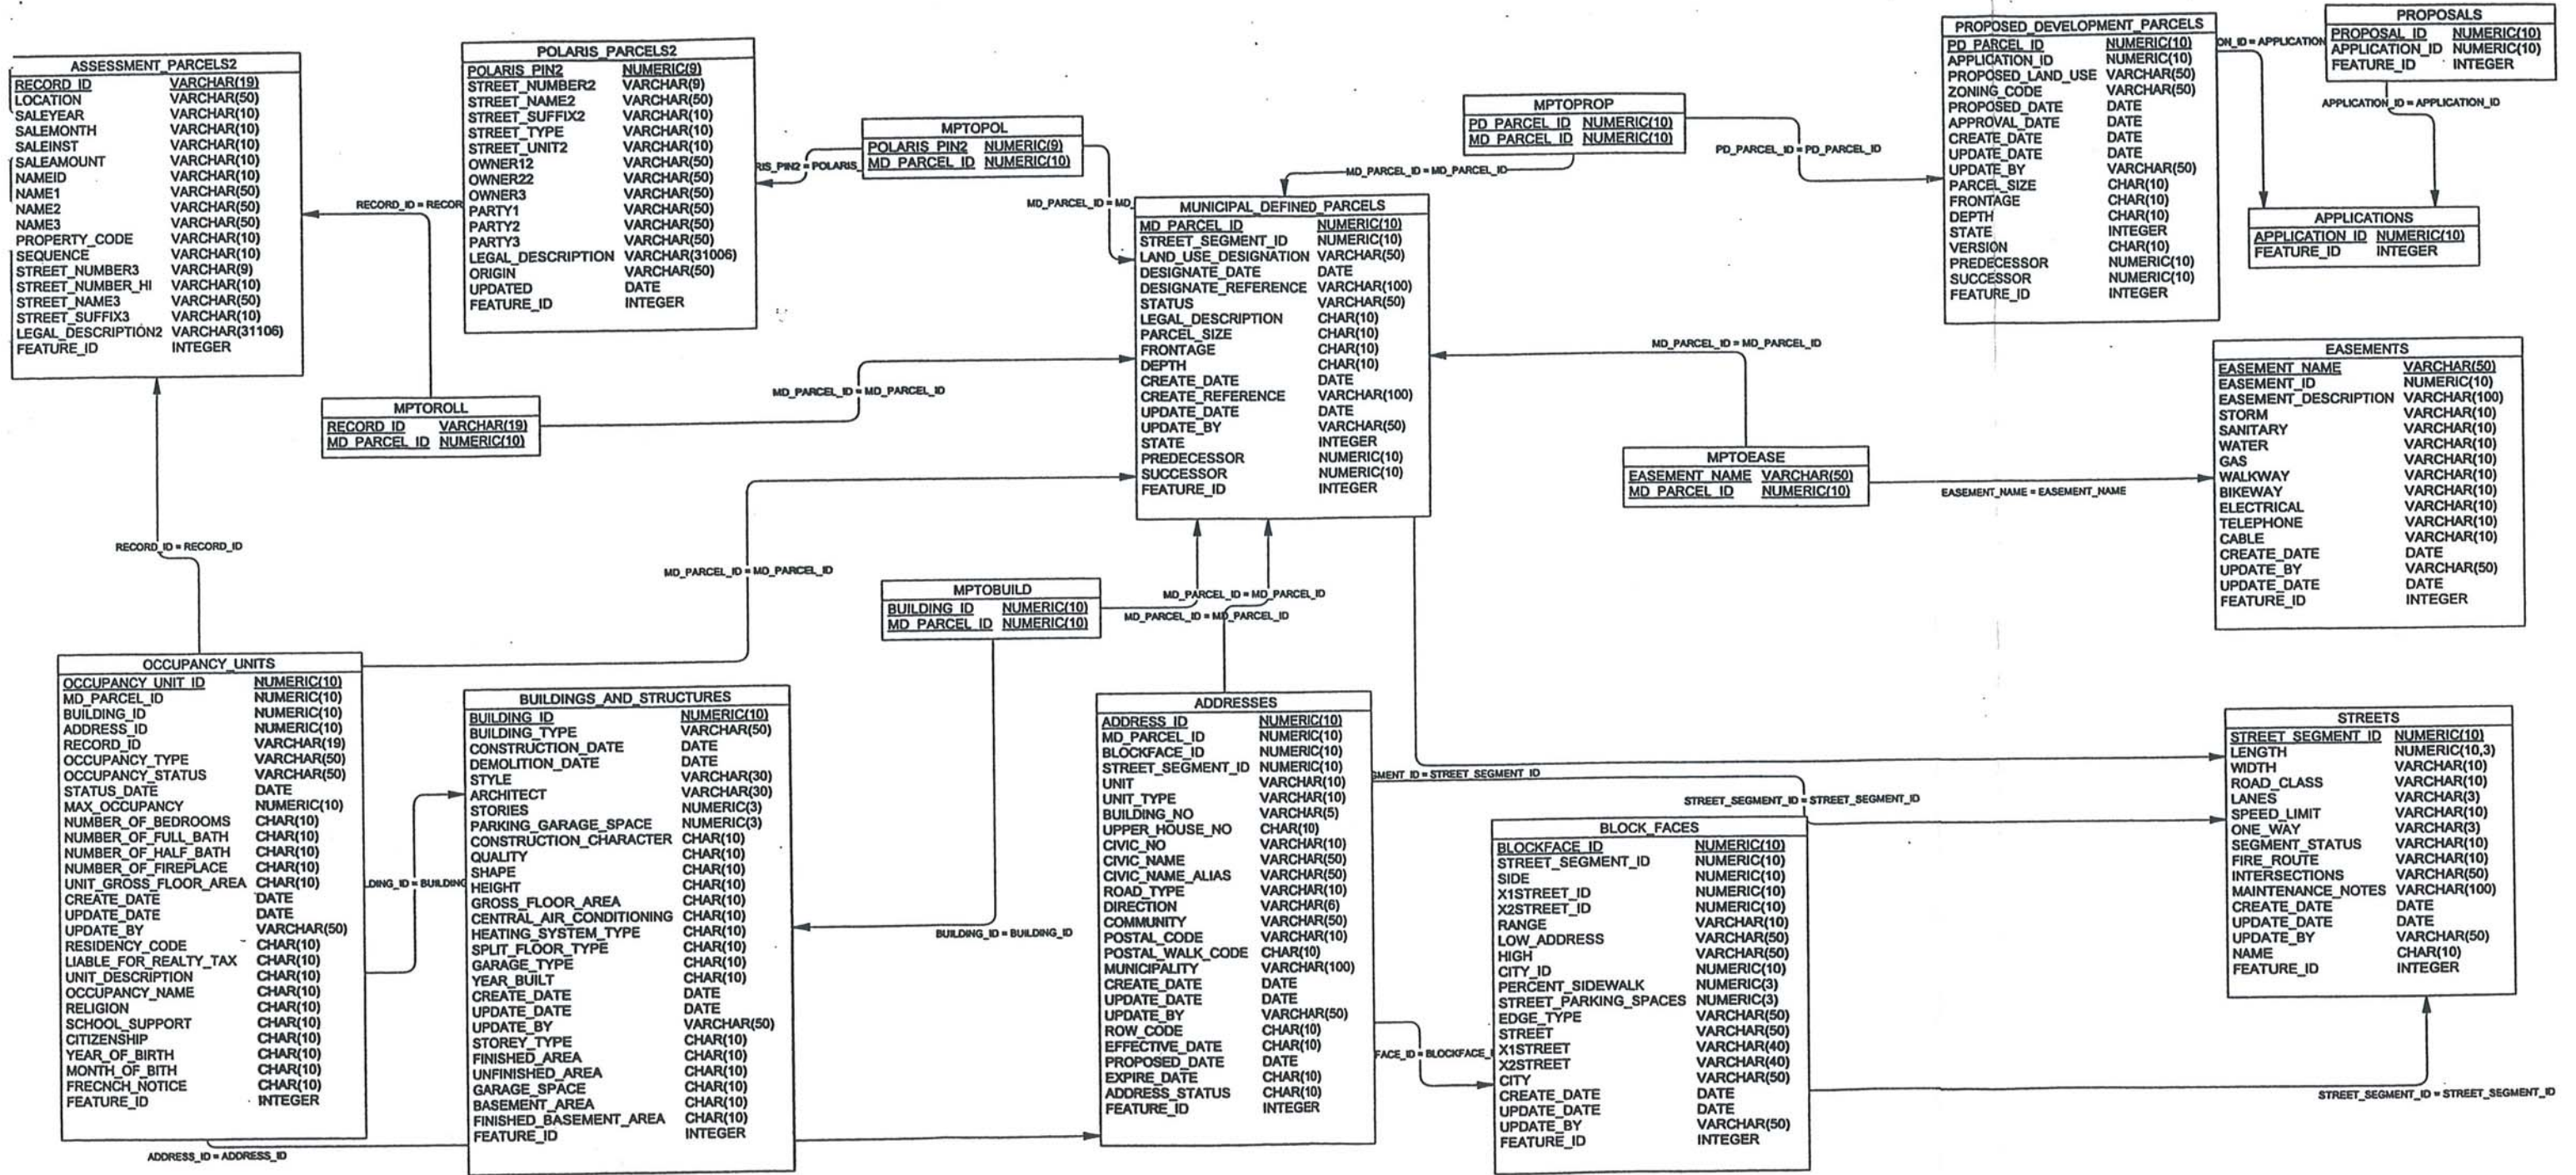 ASSESSMENT_PARCELS2
RECORD_ID VARCHAR(19)
LOCATION VARCHAR(50)
SALEYEAR VARCHAR(10)
SALEMONTH VARCHAR(10)
SALEINST VARCHAR(10)
SALEAMOUNT VARCHAR(10)
NAMEID VARCHAR(10)
NAME1 VARCHAR(50)
NAME2 VARCHAR(50)
NAME3 VARCHAR(50)
PROPERTY_CODE VARCHAR(10)
SEQUENCE VARCHAR(10)
STREET_NUMBER3 VARCHAR(9)
STREET_NUMBER_HI VARCHAR(10)
STREET_NAME3 VARCHAR(50)
STREET_SUFFIX3 VARCHAR(10)
LEGAL_DESCRIPTION2 VARCHAR(31106)
FEATURE_ID INTEGER
RECORD_ID = RECOR
POLARIS_PARCELS2
POLARIS_PIN2 NUMERIC(9)
STREET_NUMBER2 VARCHAR(9)
STREET_NAME2 VARCHAR(50)
STREET_SUFFIX2 VARCHAR(10)
STREET_TYPE VARCHAR(10)
STREET_UNIT2 VARCHAR(10)
OWNER12 VARCHAR(50)
OWNER22 VARCHAR(50)
OWNER3 VARCHAR(50)
PARTY1 VARCHAR(50)
PARTY2 VARCHAR(50)
PARTY3 VARCHAR(50)
LEGAL_DESCRIPTION VARCHAR(31006)
ORIGIN VARCHAR(50)
UPDATED DATE
FEATURE_ID INTEGER
RIS_PIN2 = POLARIS_
MPTOPOL
POLARIS_PIN2 NUMERIC(9)
MD_PARCEL_ID NUMERIC(10)
MD_PARCEL_ID = MD_
MPTOPROP
PD_PARCEL_ID NUMERIC(10)
MD_PARCEL_ID NUMERIC(10)
MD_PARCEL_ID = MD_PARCEL_ID
PD_PARCEL_ID = PD_PARCEL_ID
PROPOSED_DEVELOPMENT_PARCELS
PD_PARCEL_ID NUMERIC(10)
APPLICATION_ID NUMERIC(10)
PROPOSED_LAND_USE VARCHAR(50)
ZONING_CODE VARCHAR(50)
PROPOSED_DATE DATE
APPROVAL_DATE DATE
CREATE_DATE DATE
UPDATE_DATE DATE
UPDATE_BY VARCHAR(50)
PARCEL_SIZE CHAR(10)
FRONTAGE CHAR(10)
DEPTH CHAR(10)
STATE INTEGER
VERSION CHAR(10)
PREDECESSOR NUMERIC(10)
SUCCESSOR NUMERIC(10)
FEATURE_ID INTEGER
ON_ID = APPLICATION
PROPOSALS
PROPOSAL_ID NUMERIC(10)
APPLICATION_ID NUMERIC(10)
FEATURE_ID INTEGER
APPLICATION_ID = APPLICATION_ID
APPLICATIONS
APPLICATION_ID NUMERIC(10)
FEATURE_ID INTEGER
MUNICIPAL_DEFINED_PARCELS
MD_PARCEL_ID NUMERIC(10)
STREET_SEGMENT_ID NUMERIC(10)
LAND_USE_DESIGNATION VARCHAR(50)
DESIGNATE_DATE DATE
DESIGNATE_REFERENCE VARCHAR(100)
STATUS VARCHAR(50)
LEGAL_DESCRIPTION CHAR(10)
PARCEL_SIZE CHAR(10)
FRONTAGE CHAR(10)
DEPTH CHAR(10)
CREATE_DATE DATE
CREATE_REFERENCE VARCHAR(100)
UPDATE_DATE DATE
UPDATE_BY VARCHAR(50)
STATE INTEGER
PREDECESSOR NUMERIC(10)
SUCCESSOR NUMERIC(10)
FEATURE_ID INTEGER
MPTOROLL
RECORD_ID VARCHAR(19)
MD_PARCEL_ID NUMERIC(10)
MD_PARCEL_ID = MD_PARCEL_ID
MD_PARCEL_ID = MD_PARCEL_ID
MPTOEASE
EASEMENT_NAME VARCHAR(50)
MD_PARCEL_ID NUMERIC(10)
EASEMENT_NAME = EASEMENT_NAME
EASEMENTS
EASEMENT_NAME VARCHAR(50)
EASEMENT_ID NUMERIC(10)
EASEMENT_DESCRIPTION VARCHAR(100)
STORM VARCHAR(10)
SANITARY VARCHAR(10)
WATER VARCHAR(10)
GAS VARCHAR(10)
WALKWAY VARCHAR(10)
BIKEWAY VARCHAR(10)
ELECTRICAL VARCHAR(10)
TELEPHONE VARCHAR(10)
CABLE VARCHAR(10)
CREATE_DATE DATE
UPDATE_BY VARCHAR(50)
UPDATE_DATE DATE
FEATURE_ID INTEGER
RECORD_ID = RECORD_ID
MD_PARCEL_ID = MD_PARCEL_ID
MPTOBUILD
BUILDING_ID NUMERIC(10)
MD_PARCEL_ID NUMERIC(10)
MD_PARCEL_ID = MD_PARCEL_ID
MD_PARCEL_ID = MD_PARCEL_ID
OCCUPANCY_UNITS
OCCUPANCY_UNIT_ID NUMERIC(10)
MD_PARCEL_ID NUMERIC(10)
BUILDING_ID NUMERIC(10)
ADDRESS_ID NUMERIC(10)
RECORD_ID VARCHAR(19)
OCCUPANCY_TYPE VARCHAR(50)
OCCUPANCY_STATUS VARCHAR(50)
STATUS_DATE DATE
MAX_OCCUPANCY NUMERIC(10)
NUMBER_OF_BEDROOMS CHAR(10)
NUMBER_OF_FULL_BATH CHAR(10)
NUMBER_OF_HALF_BATH CHAR(10)
NUMBER_OF_FIREPLACE CHAR(10)
UNIT_GROSS_FLOOR_AREA CHAR(10)
CREATE_DATE DATE
UPDATE_DATE DATE
UPDATE_BY VARCHAR(50)
RESIDENCY_CODE CHAR(10)
LIABLE_FOR_REALTY_TAX CHAR(10)
UNIT_DESCRIPTION CHAR(10)
OCCUPANCY_NAME CHAR(10)
RELIGION CHAR(10)
SCHOOL_SUPPORT CHAR(10)
CITIZENSHIP CHAR(10)
YEAR_OF_BIRTH CHAR(10)
MONTH_OF_BITH CHAR(10)
FRECNCH_NOTICE CHAR(10)
FEATURE_ID INTEGER
ADDRESS_ID = ADDRESS_ID
LDING_ID = BUILDING
BUILDINGS_AND_STRUCTURES
BUILDING_ID NUMERIC(10)
BUILDING_TYPE VARCHAR(50)
CONSTRUCTION_DATE DATE
DEMOLITION_DATE DATE
STYLE VARCHAR(30)
ARCHITECT VARCHAR(30)
STORIES NUMERIC(3)
PARKING_GARAGE_SPACE NUMERIC(3)
CONSTRUCTION_CHARACTER CHAR(10)
QUALITY CHAR(10)
SHAPE CHAR(10)
HEIGHT CHAR(10)
GROSS_FLOOR_AREA CHAR(10)
CENTRAL_AIR_CONDITIONING CHAR(10)
HEATING_SYSTEM_TYPE CHAR(10)
SPLIT_FLOOR_TYPE CHAR(10)
GARAGE_TYPE CHAR(10)
YEAR_BUILT CHAR(10)
CREATE_DATE DATE
UPDATE_DATE DATE
UPDATE_BY VARCHAR(50)
STOREY_TYPE CHAR(10)
FINISHED_AREA CHAR(10)
UNFINISHED_AREA CHAR(10)
GARAGE_SPACE CHAR(10)
BASEMENT_AREA CHAR(10)
FINISHED_BASEMENT_AREA CHAR(10)
FEATURE_ID INTEGER
BUILDING_ID = BUILDING_ID
ADDRESSES
ADDRESS_ID NUMERIC(10)
MD_PARCEL_ID NUMERIC(10)
BLOCKFACE_ID NUMERIC(10)
STREET_SEGMENT_ID NUMERIC(10)
UNIT VARCHAR(10)
UNIT_TYPE VARCHAR(10)
BUILDING_NO VARCHAR(5)
UPPER_HOUSE_NO CHAR(10)
CIVIC_NO VARCHAR(10)
CIVIC_NAME VARCHAR(50)
CIVIC_NAME_ALIAS VARCHAR(50)
ROAD_TYPE VARCHAR(10)
DIRECTION VARCHAR(6)
COMMUNITY VARCHAR(50)
POSTAL_CODE VARCHAR(10)
POSTAL_WALK_CODE CHAR(10)
MUNICIPALITY VARCHAR(100)
CREATE_DATE DATE
UPDATE_DATE DATE
UPDATE_BY VARCHAR(50)
ROW_CODE CHAR(10)
EFFECTIVE_DATE CHAR(10)
PROPOSED_DATE DATE
EXPIRE_DATE CHAR(10)
ADDRESS_STATUS CHAR(10)
FEATURE_ID INTEGER
GMENT_ID = STREET_SEGMENT_ID
STREET_SEGMENT_ID = STREET_SEGMENT_ID
FACE_ID = BLOCKFACE_I
BLOCK_FACES
BLOCKFACE_ID NUMERIC(10)
STREET_SEGMENT_ID NUMERIC(10)
SIDE NUMERIC(10)
X1STREET_ID NUMERIC(10)
X2STREET_ID NUMERIC(10)
RANGE VARCHAR(10)
LOW_ADDRESS VARCHAR(50)
HIGH VARCHAR(50)
CITY_ID NUMERIC(10)
PERCENT_SIDEWALK NUMERIC(3)
STREET_PARKING_SPACES NUMERIC(3)
EDGE_TYPE VARCHAR(50)
STREET VARCHAR(50)
X1STREET VARCHAR(40)
X2STREET VARCHAR(40)
CITY VARCHAR(50)
CREATE_DATE DATE
UPDATE_DATE DATE
UPDATE_BY VARCHAR(50)
FEATURE_ID INTEGER
STREETS
STREET_SEGMENT_ID NUMERIC(10)
LENGTH NUMERIC(10,3)
WIDTH VARCHAR(10)
ROAD_CLASS VARCHAR(10)
LANES VARCHAR(3)
SPEED_LIMIT VARCHAR(10)
ONE_WAY VARCHAR(3)
SEGMENT_STATUS VARCHAR(10)
FIRE_ROUTE VARCHAR(10)
INTERSECTIONS VARCHAR(50)
MAINTENANCE_NOTES VARCHAR(100)
CREATE_DATE DATE
UPDATE_DATE DATE
UPDATE_BY VARCHAR(50)
NAME CHAR(10)
FEATURE_ID INTEGER
STREET_SEGMENT_ID = STREET_SEGMENT_ID